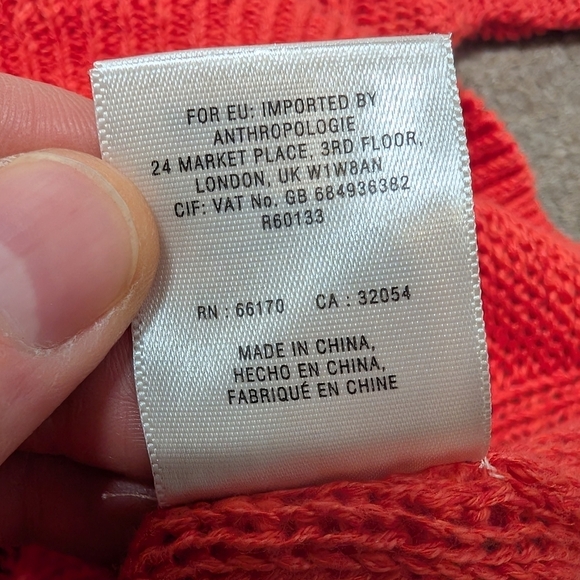 FOR EU: IMPORTED BY
ANTHROPOLOGIE
24 MARKET PLACE, 3RD FLOOR,
LONDON, UK W1W8AN
CIF: VAT No. GB 684936382
R60133
RN : 66170 CA : 32054
MADE IN CHINA,
HECHO EN CHINA,
FABRIQUÉ EN CHINE